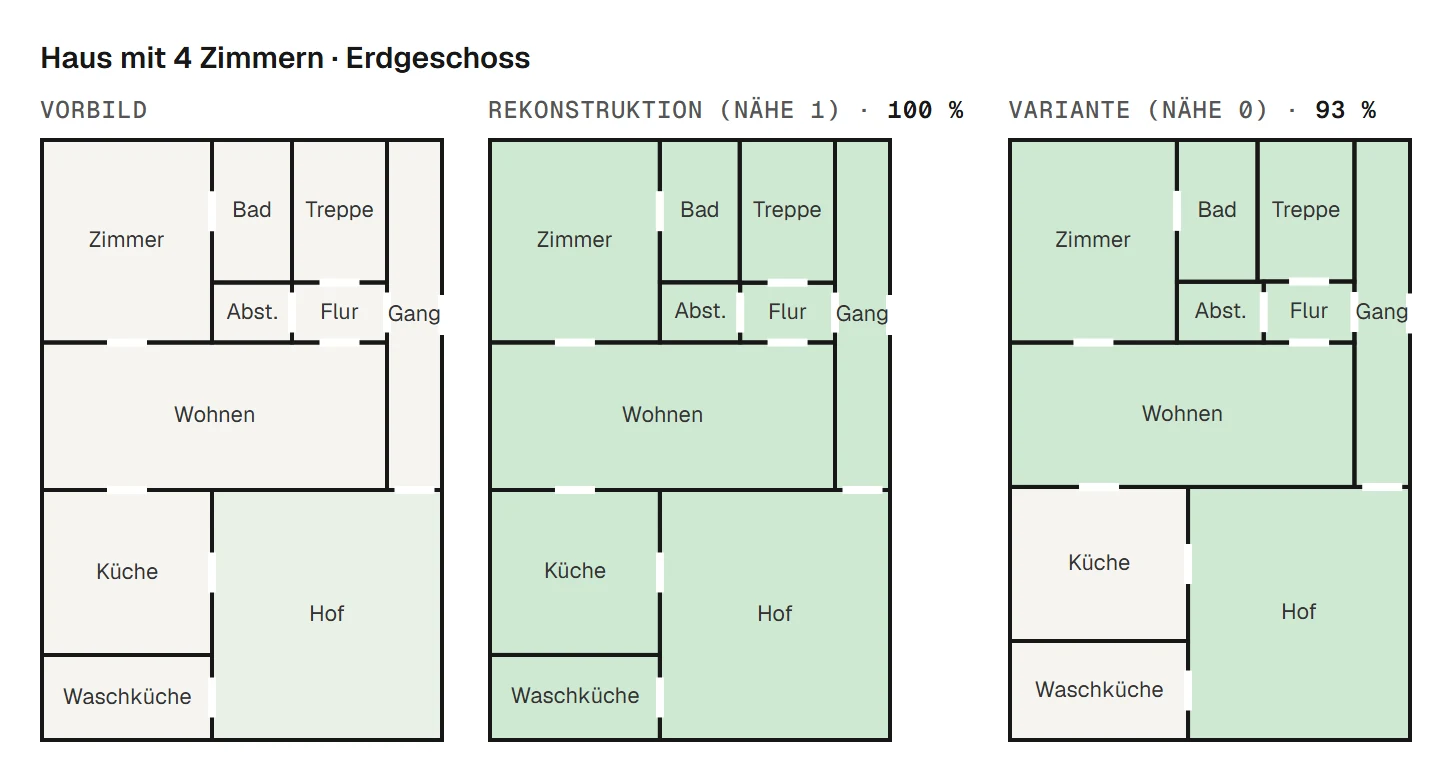 Haus mit 4 Zimmern · Erdgeschoss
VORBILD
Zimmer
Bad
Treppe
Abst.
Flur
Gang
Wohnen
Küche
Hof
Waschküche
REKONSTRUKTION (NÄHE 1) · 100 %
Zimmer
Bad
Treppe
Abst.
Flur
Gang
Wohnen
Küche
Hof
Waschküche
VARIANTE (NÄHE 0) · 93 %
Zimmer
Bad
Treppe
Abst.
Flur
Gang
Wohnen
Küche
Hof
Waschküche